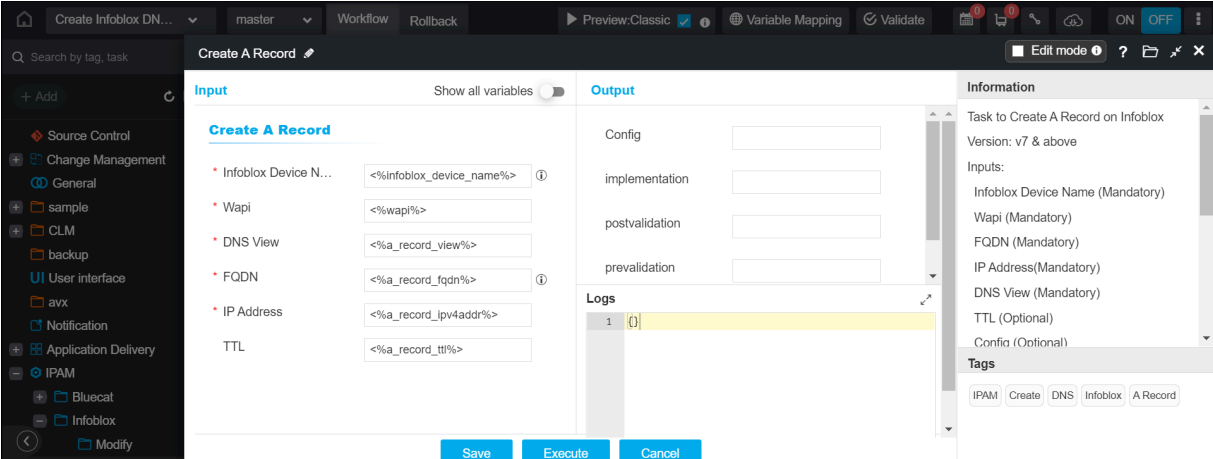 Create Infoblox DN...
master
Workflow
Rollback
Preview:Classic
Variable Mapping
Validate
0
0
ON
OFF
Search by tag, task
Create A Record
Edit mode
?
+ Add
Source Control
Change Management
General
sample
CLM
backup
UI User interface
avx
Notification
Application Delivery
IPAM
Bluecat
Infoblox
Modify
Input
Show all variables
Create A Record
* Infoblox Device N...
<%infoblox_device_name%>
* Wapi
<%wapi%>
* DNS View
<%a_record_view%>
* FQDN
<%a_record_fqdn%>
* IP Address
<%a_record_ipv4addr%>
TTL
<%a_record_ttl%>
Output
Config
implementation
postvalidation
prevalidation
Logs
1 {}
Information
Task to Create A Record on Infoblox
Version: v7 & above
Inputs:
Infoblox Device Name (Mandatory)
Wapi (Mandatory)
FQDN (Mandatory)
IP Address(Mandatory)
DNS View (Mandatory)
TTL (Optional)
Config (Optional)
Tags
IPAM Create DNS Infoblox A Record
Save
Execute
Cancel